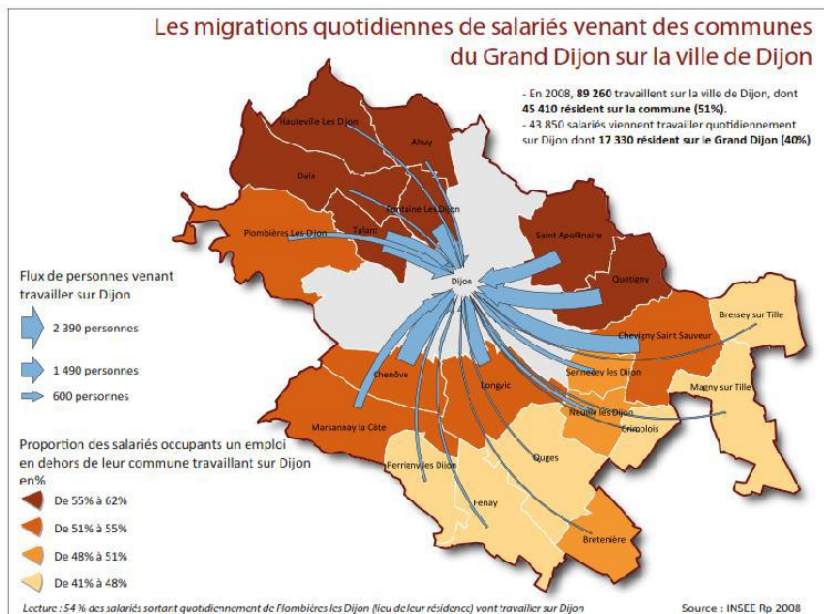 Les migrations quotidiennes de salariés venant des communes
du Grand Dijon sur la ville de Dijon
- En 2008, 89 260 travaillent sur la ville de Dijon, dont
45 410 résident sur la commune (51%).
- 43 850 salariés viennent travailler quotidiennement
sur Dijon dont 17 330 résident sur le Grand Dijon (40%)
Hauteville Les Dijon
Ahuy
Daix
Fontaine Les Dijon
Talant
Saint Apollinaire
Plombières Les Dijon
Quetigny
Dijon
Flux de personnes venant
travailler sur Dijon
2 390 personnes
1 490 personnes
600 personnes
Bressey sur Tille
Chevigny Saint Sauveur
Sennecey les Dijon
Magny sur Tille
Chenôve
Longvic
Neuilly les Dijon
Crimolois
Marsannay la Côte
Ouges
Perrigny les Dijon
Fenay
Bretenière
Proportion des salariés occupants un emploi
en dehors de leur commune travaillant sur Dijon
en%
De 55% à 62%
De 51% à 55%
De 48% à 51%
De 41% à 48%
Lecture : 54 % des salariés sortant quotidiennement de Plombières les Dijon (lieu de leur résidence) vont travailler sur Dijon
Source : INSEE Rp 2008